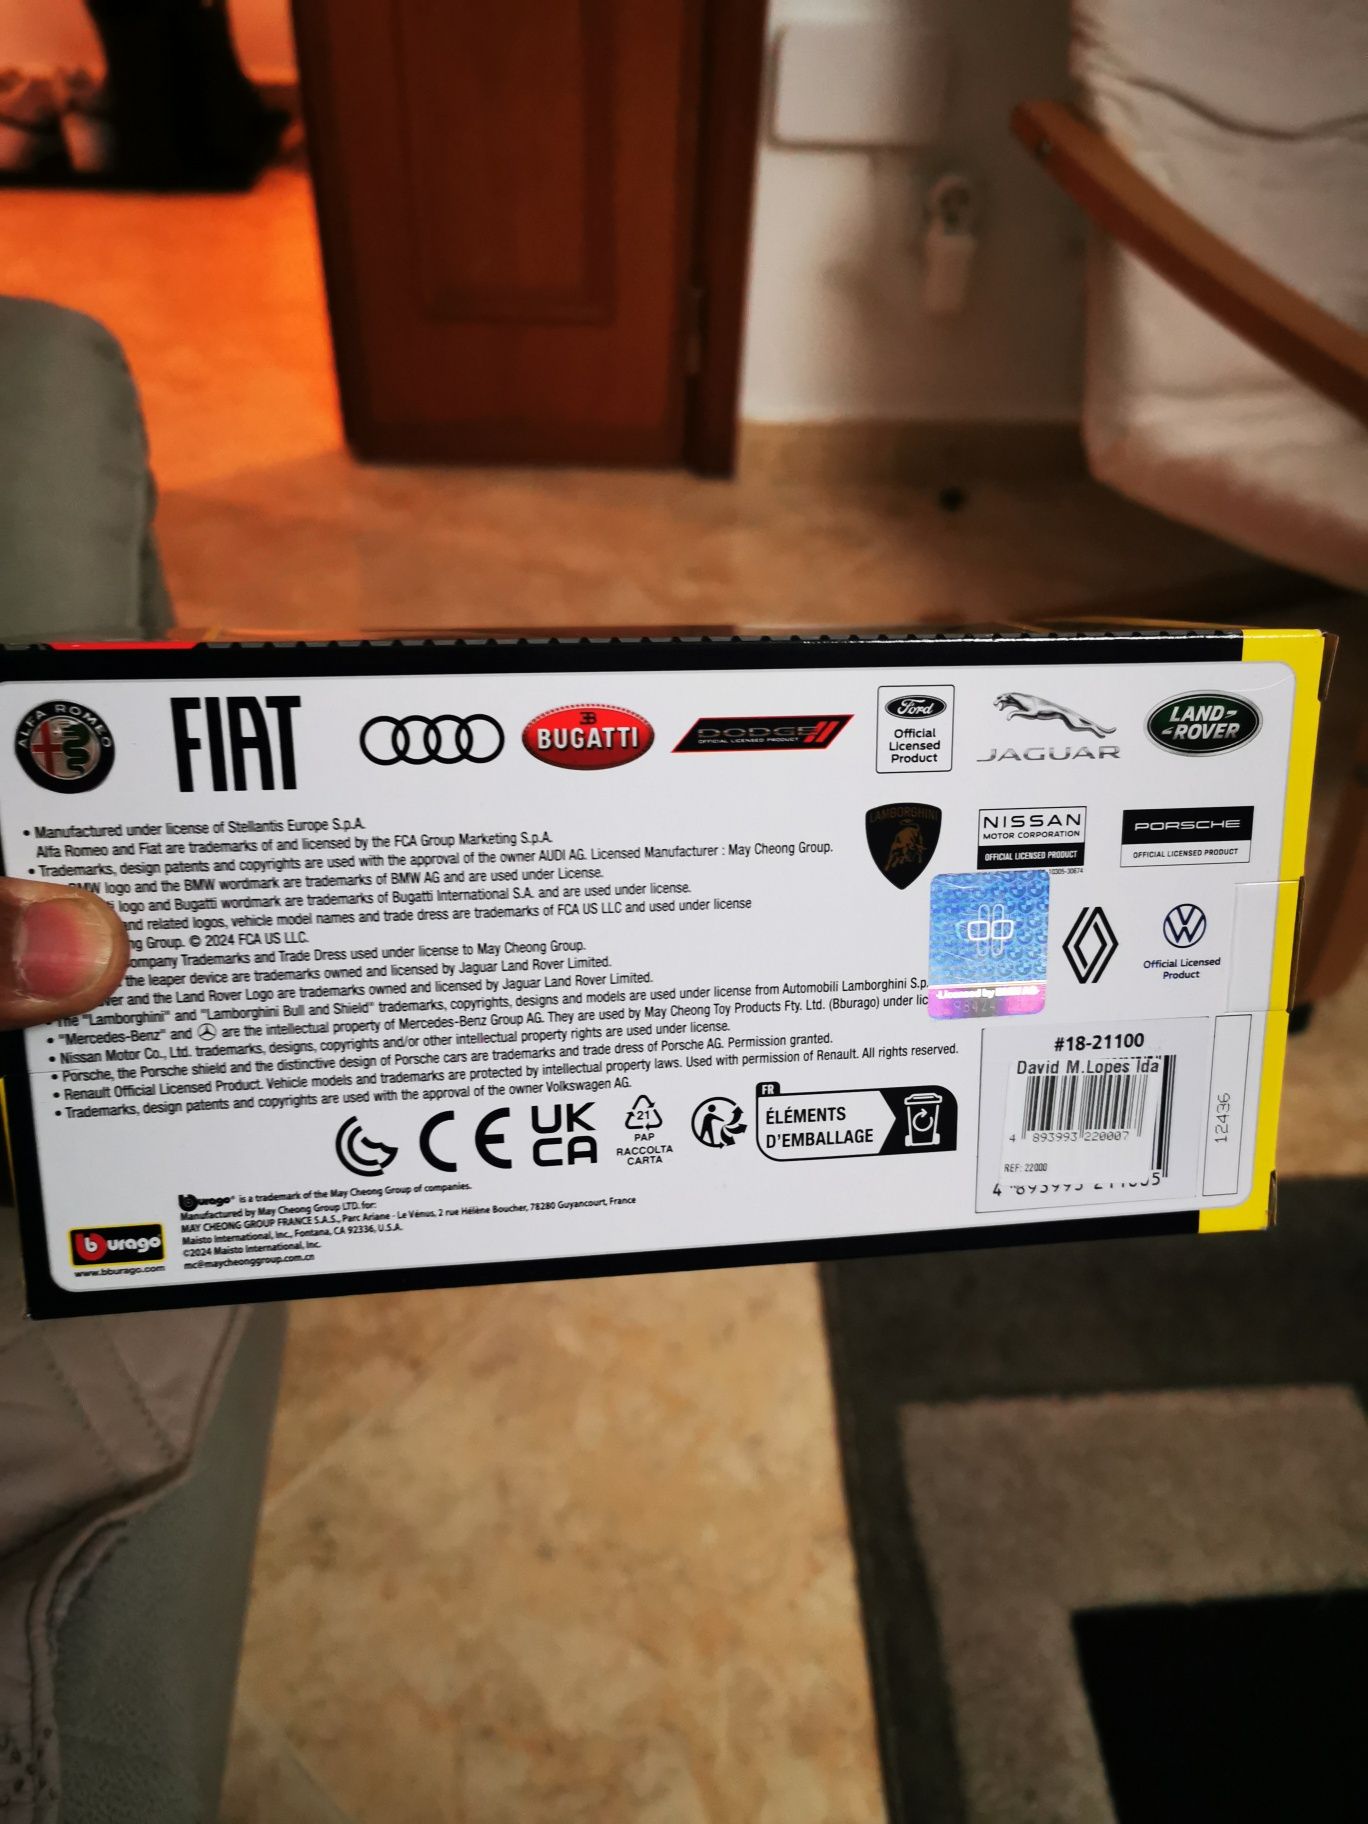 ALFA ROMEO
FIAT
BUGATTI
DODGE
OFFICIAL LICENSED PRODUCT
Ford
Official
Licensed
Product
JAGUAR
LAND-
-ROVER
LAMBORGHINI
NISSAN
MOTOR CORPORATION
OFFICIAL LICENSED PRODUCT
10305-30674
PORSCHE
OFFICIAL LICENSED PRODUCT
Official Licensed
Product
• Manufactured under license of Stellantis Europe S.p.A.
Alfa Romeo and Fiat are trademarks of and licensed by the FCA Group Marketing S.p.A.
• Trademarks, design patents and copyrights are used with the approval of the owner AUDI AG. Licensed Manufacturer : May Cheong Group.
logo and the BMW wordmark are trademarks of BMW AG and are used under License.
logo and Bugatti wordmark are trademarks of Bugatti International S.A. and are used under license.
and related logos, vehicle model names and trade dress are trademarks of FCA US LLC and used under license
Group. © 2024 FCA US LLC.
Trademarks and Trade Dress used under license to May Cheong Group.
the leaper device are trademarks owned and licensed by Jaguar Land Rover Limited.
and the Land Rover Logo are trademarks owned and licensed by Jaguar Land Rover Limited.
The "Lamborghini" and "Lamborghini Bull and Shield" trademarks, copyrights, designs and models are used under license from Automobili Lamborghini
• "Mercedes-Benz" and are the intellectual property of Mercedes-Benz Group AG. They are used by May Cheong Toy Products Fty. Ltd. (Bburago) under
• Nissan Motor Co., Ltd. trademarks, designs, copyrights and/or other intellectual property rights are used under license.
• Porsche, the Porsche shield and the distinctive design of Porsche cars are trademarks and trade dress of Porsche AG. Permission granted.
• Renault Official Licensed Product. Vehicle models and trademarks are protected by intellectual property laws. Used with permission of Renault. All rights reserved.
• Trademarks, design patents and copyrights are used with the approval of the owner Volkswagen AG.
CE
UK
CA
21
PAP
RACCOLTA
CARTA
FR
ÉLÉMENTS
D'EMBALLAGE
#18-21100
David M.Lopes lda
4 893993 220007
REF: 22000
12436
bburago
www.bburago.com
bburago® is a trademark of the May Cheong Group of companies.
Manufactured by May Cheong Group LTD. for:
MAY CHEONG GROUP FRANCE S.A.S., Parc Ariane - Le Vénus, 2 rue Hélène Boucher, 78280 Guyancourt, France
Maisto International, Inc., Fontana, CA 92336, U.S.A.
©2024 Maisto International, Inc.
mc@maycheonggroup.com.cn